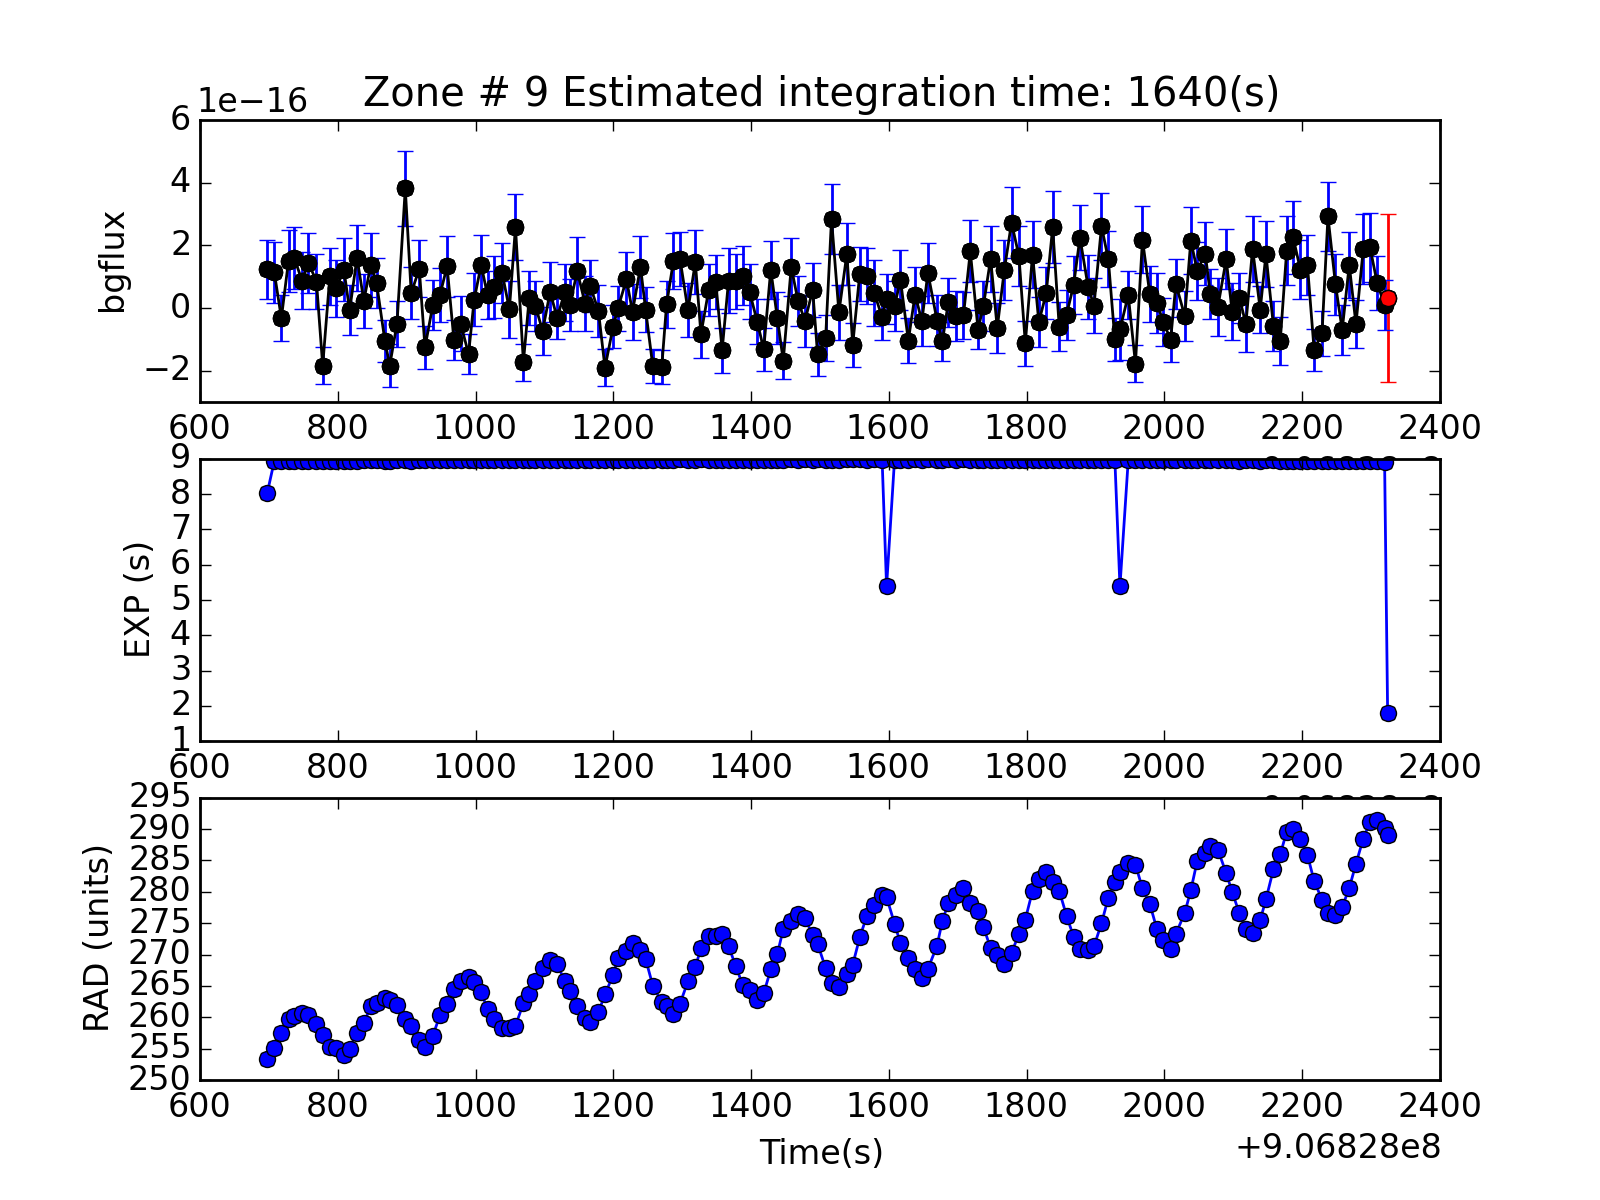 Zone # 9 Estimated integration time: 1640(s)
1e−16
6
4
2
0
−2
bgflux
600 800 1000 1200 1400 1600 1800 2000 2200 2400
9
8
7
6
5
4
3
2
1
EXP (s)
600 800 1000 1200 1400 1600 1800 2000 2200 2400
295
290
285
280
275
270
265
260
255
250
RAD (units)
600 800 1000 1200 1400 1600 1800 2000 2200 2400
Time(s)
+9.06828e8